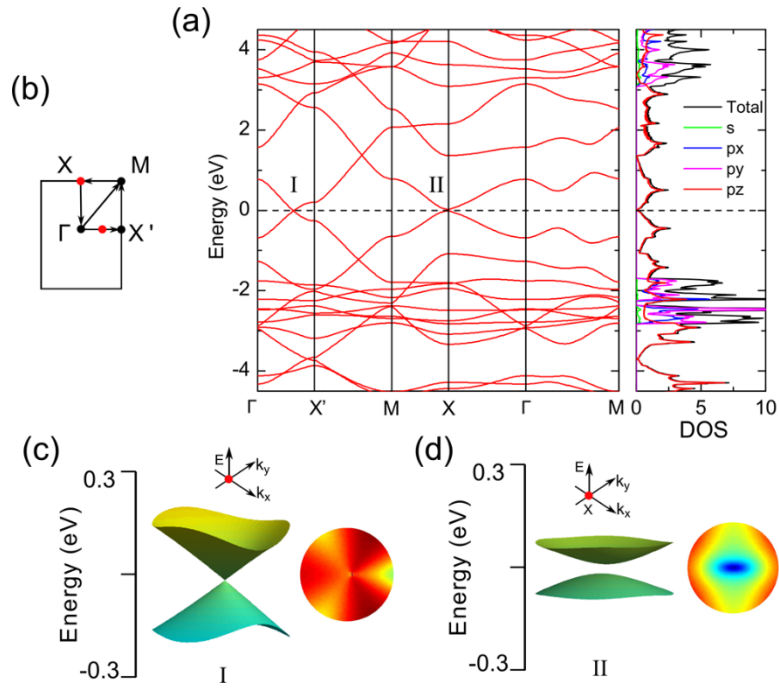 (a)
4
2
0
-2
-4
Energy (eV)
I
II
Γ
X'
M
X
Γ
M
Total
s
px
py
pz
0
5
10
DOS
(b)
X
M
Γ
X'
(c)
0.3
-0.3
Energy (eV)
E
ky
kx
I
(d)
0.3
-0.3
Energy (eV)
E
ky
X
kx
II